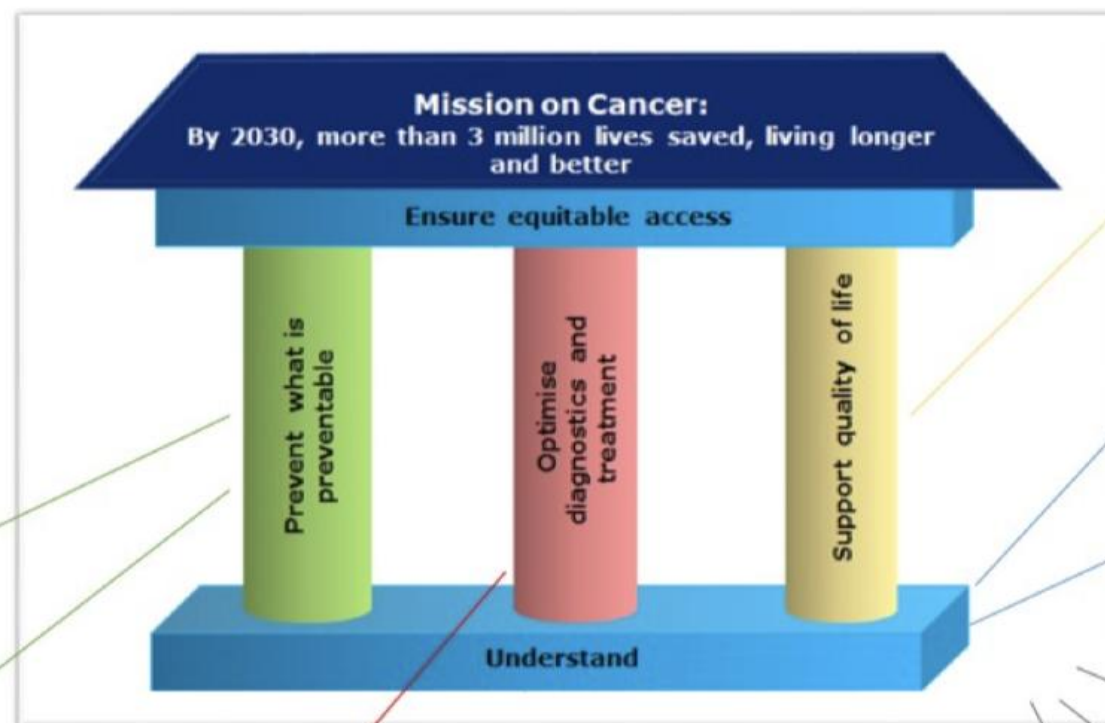 Mission on Cancer:
By 2030, more than 3 million lives saved, living longer
and better
Ensure equitable access
Prevent what is
preventable
Optimise
diagnostics and
treatment
Support quality of life
Understand